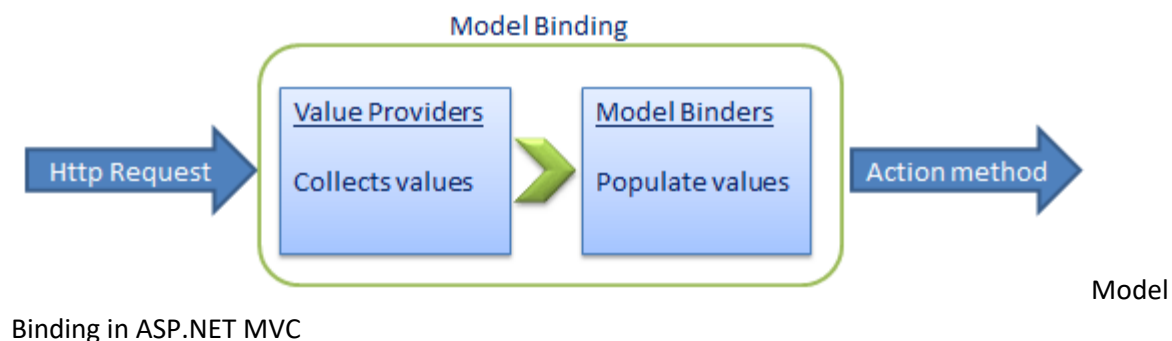 Model Binding
Value Providers
Collects values
Model Binders
Populate values
Http Request
Action method
Model
Binding in ASP.NET MVC